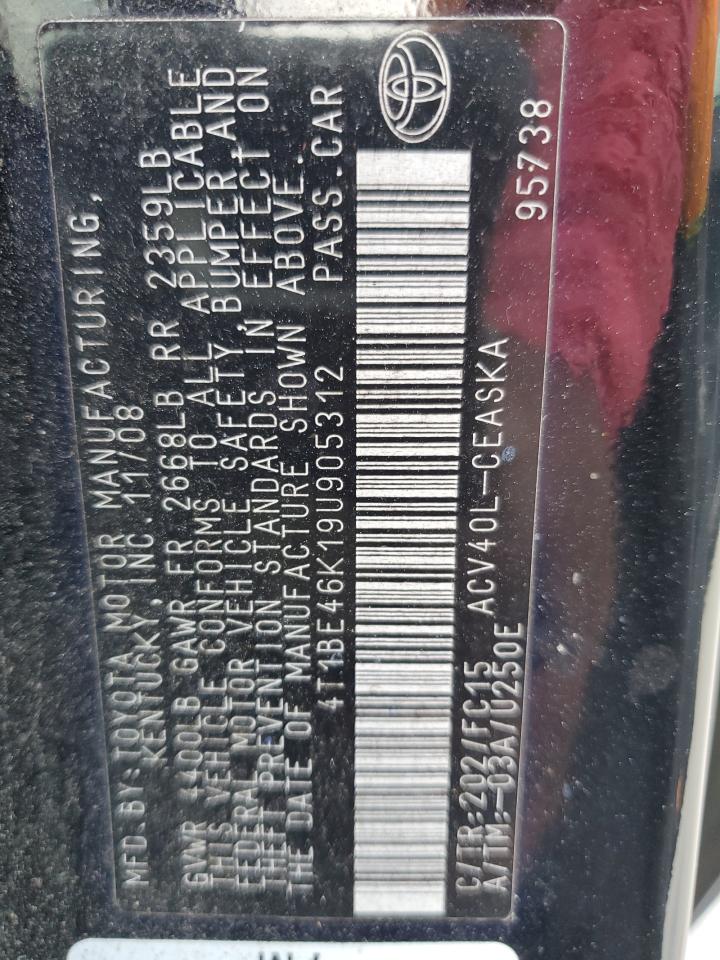 MFD.BY:TOYOTA MOTOR MANUFACTURING,
KENTUCKY, INC.11/08
GVWR 4400LB GAWR FR 2668LB RR 2359LB
THIS VEHICLE CONFORMS TO ALL APPLICABLE
FEDERAL MOTOR VEHICLE SAFETY, BUMPER,AND
THEFT PREVENTION STANDARDS IN EFFECT ON
THE DATE OF MANUFACTURE SHOWN ABOVE.
4T1BE46K19U905312 PASS.CAR
C/TR:202/FC15 ACV40L-CEASKA
A/TM:-03A/U250E 95738